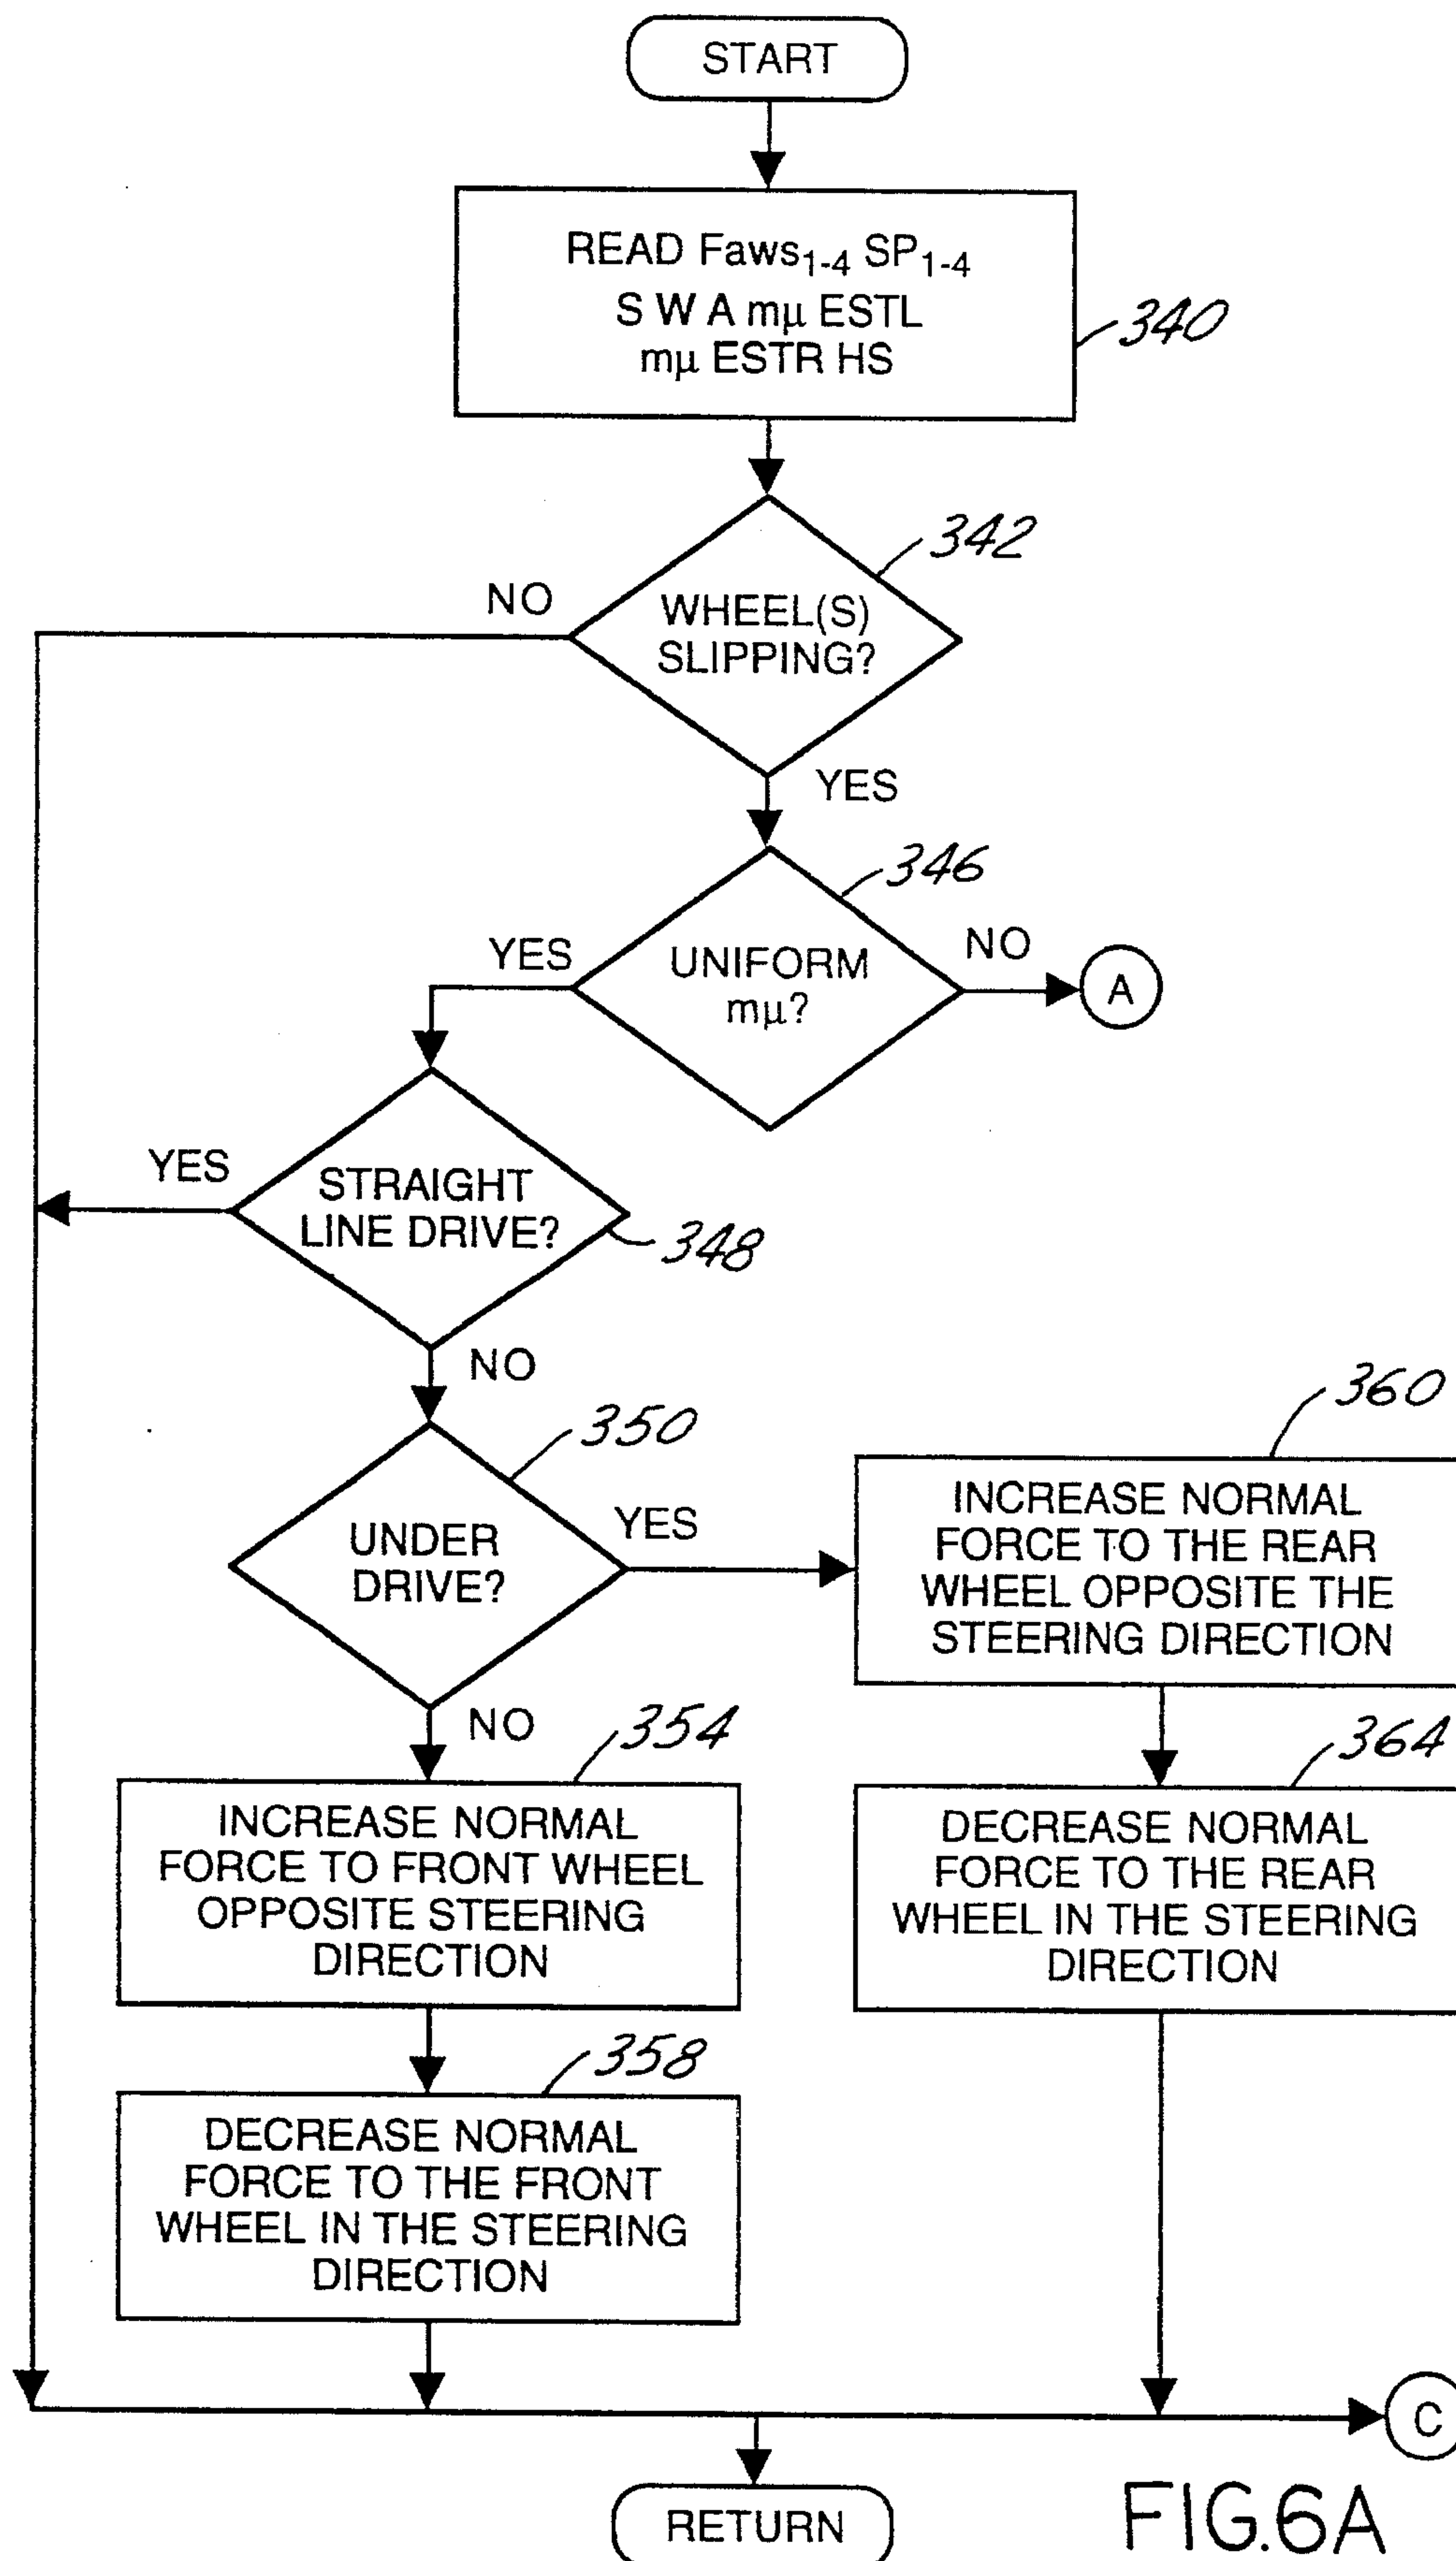 START
READ Faws1-4 SP1-4
S W A mµ ESTL
mµ ESTR HS
340
342
NO
WHEEL(S)
SLIPPING?
YES
346
YES
UNIFORM
mµ?
NO
A
YES
STRAIGHT
LINE DRIVE?
348
NO
350
UNDER
DRIVE?
YES
360
INCREASE NORMAL
FORCE TO THE REAR
WHEEL OPPOSITE THE
STEERING DIRECTION
NO
354
INCREASE NORMAL
FORCE TO FRONT WHEEL
OPPOSITE STEERING
DIRECTION
364
DECREASE NORMAL
FORCE TO THE REAR
WHEEL IN THE STEERING
DIRECTION
358
DECREASE NORMAL
FORCE TO THE FRONT
WHEEL IN THE STEERING
DIRECTION
C
RETURN
FIG.6A